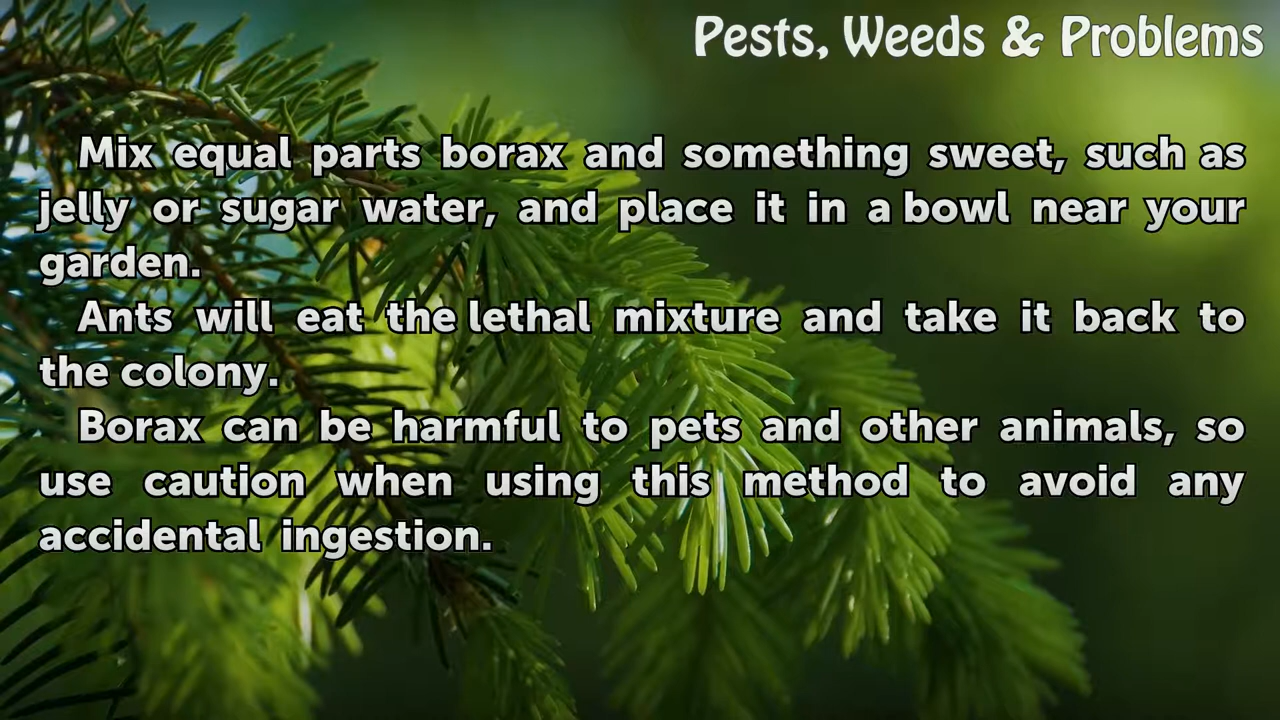 Pests, Weeds & Problems
Mix equal parts borax and something sweet, such as
jelly or sugar water, and place it in a bowl near your
garden.
Ants will eat the lethal mixture and take it back to
the colony.
Borax can be harmful to pets and other animals, so
use caution when using this method to avoid any
accidental ingestion.